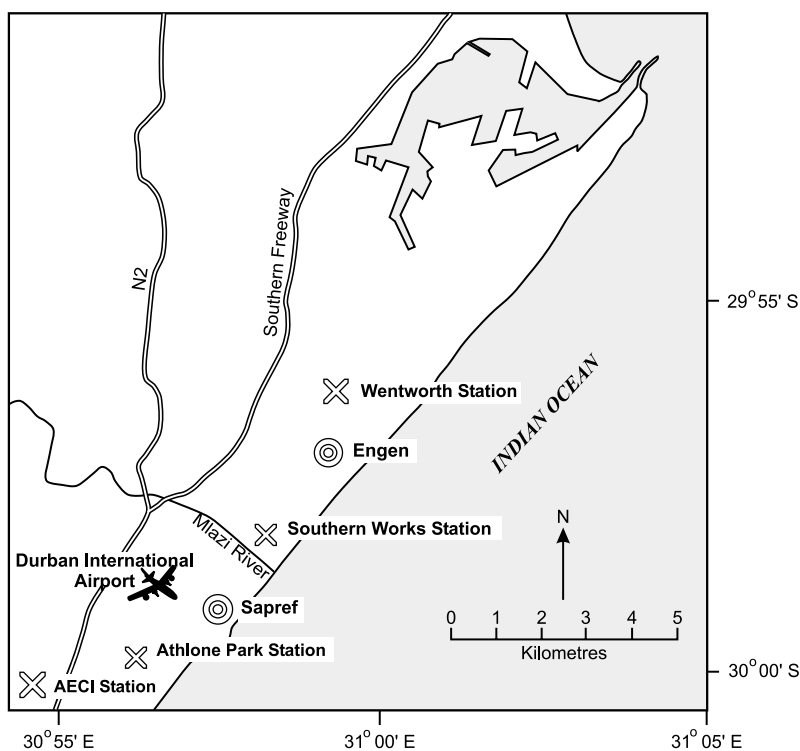 N2
Southern Freeway
29° 55' S
Wentworth Station
INDIAN OCEAN
Engen
Southern Works Station
Mlazi River
N
Durban International
Airport
Sapref
0 1 2 3 4 5
Kilometres
Athlone Park Station
30° 00' S
AECI Station
30° 55' E
31° 00' E
31° 05' E